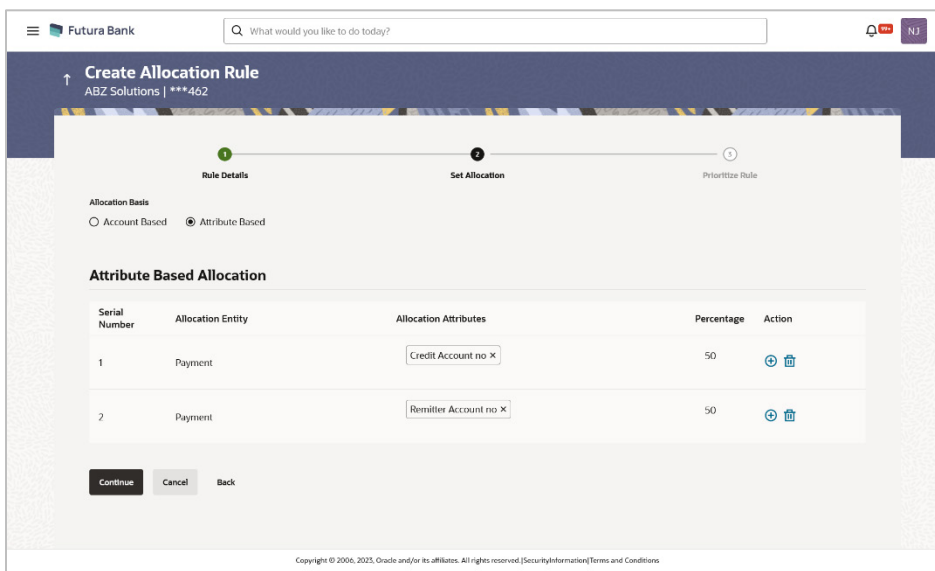 Futura Bank
What would you like to do today?
99+
NJ
Create Allocation Rule
ABZ Solutions | ***462
1
2
3
Rule Details
Set Allocation
Prioritize Rule
Allocation Basis
Account Based
Attribute Based
Attribute Based Allocation
Serial Number Allocation Entity Allocation Attributes Percentage Action
1 Payment Credit Account no × 50
2 Payment Remitter Account no × 50
Continue Cancel Back
Copyright © 2006, 2023, Oracle and/or its affiliates. All rights reserved.|SecurityInformation|Terms and Conditions